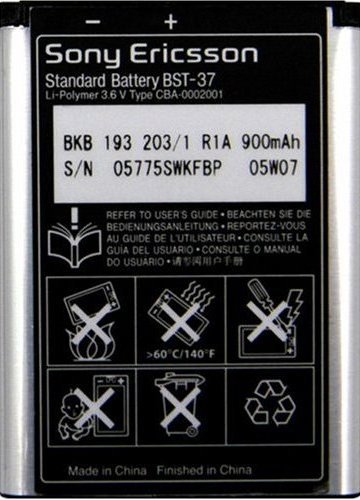 - +
Sony Ericsson
Standard Battery BST-37
Li-Polymer 3.6 V Type CBA-0002001
BKB 193 203/1 R1A 900mAh
S/N 05775SWKFBP 05W07
REFER TO USER'S GUIDE • BEACHTEN SIE DIE
BEDIENUNGSANLEITUNG • REPORTEZ-VOUS
AU GUIDE DE L'UTILISATEUR • CONSULTE LA
GUÍA DEL USUARIO • CONSULTE O MANUAL
DO USUARIO • 请参阅用户手册
>60°C/140°F
Made in China Finished in China